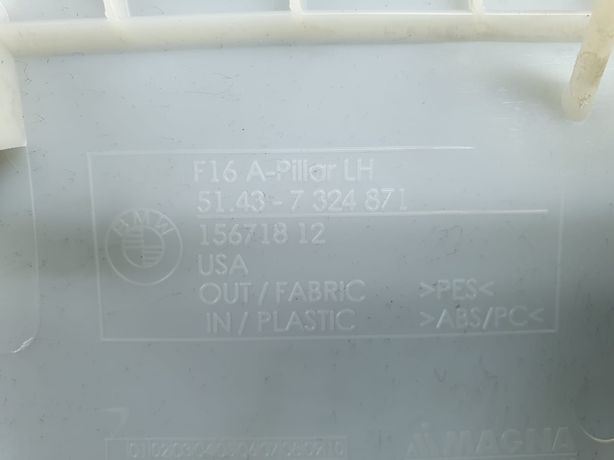 F16 A-Pillar LH
51.43 - 7 324 871
BMW
156718 12
USA
OUT / FABRIC >PES<
IN / PLASTIC >ABS/PC<
MAGNA